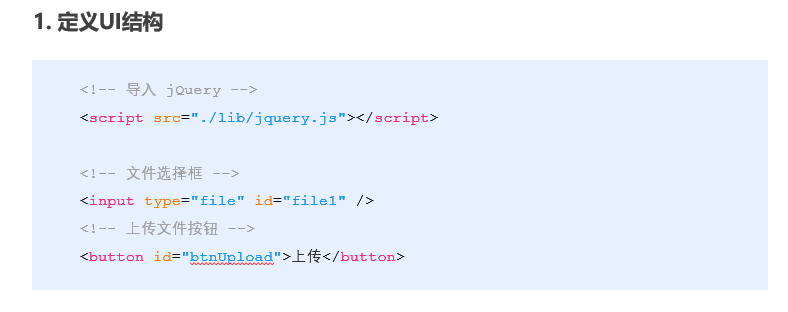 1. 定义UI结构
<!-- 导入 jQuery -->
<script src="./lib/jquery.js"></script>
<!-- 文件选择框 -->
<input type="file" id="file1" />
<!-- 上传文件按钮 -->
<button id="btnUpload">上传</button>